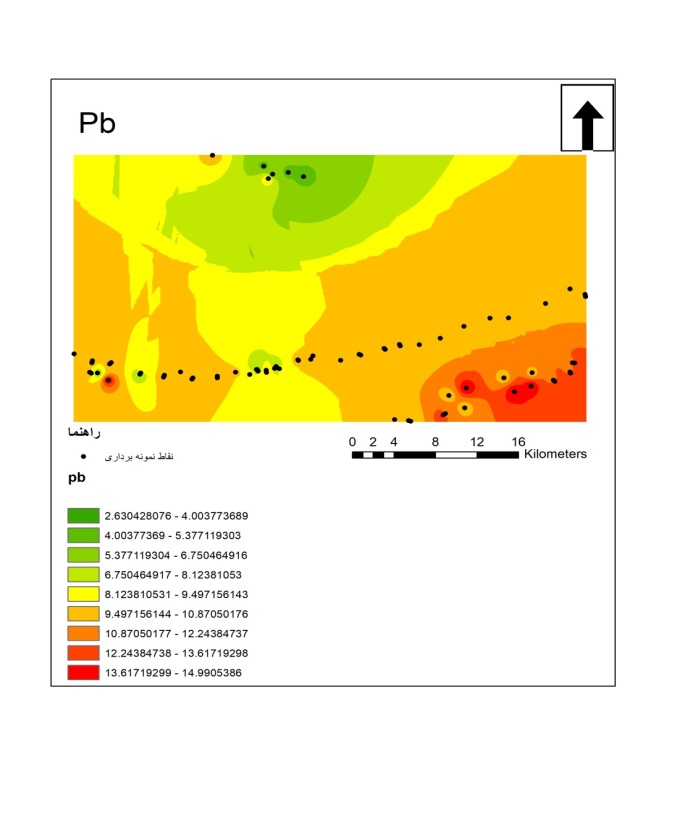 Pb
راهنما
نقاط نمونه برداری
0 2 4 8 12 16
Kilometers
pb
2.630428076 - 4.003773689
4.00377369 - 5.377119303
5.377119304 - 6.750464916
6.750464917 - 8.12381053
8.123810531 - 9.497156143
9.497156144 - 10.87050176
10.87050177 - 12.24384737
12.24384738 - 13.61719298
13.61719299 - 14.9905386